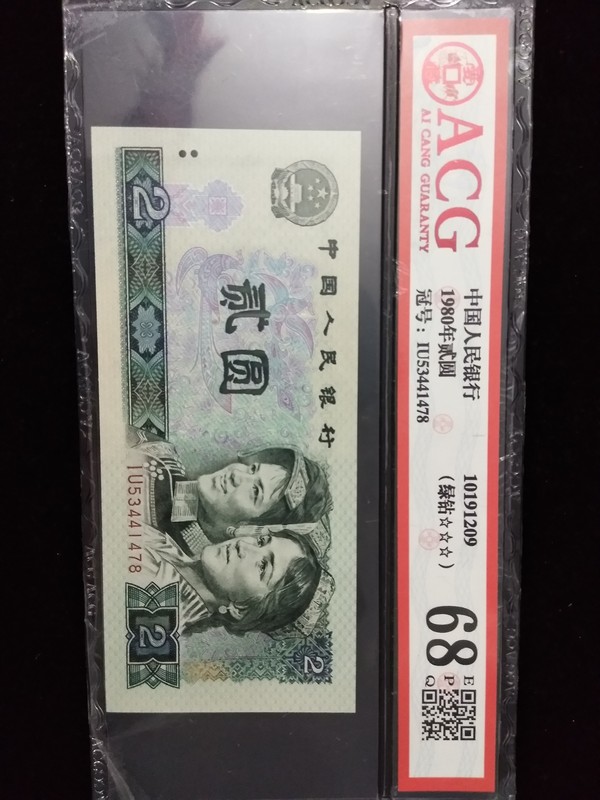 ACG
AI CANG GUARANTY
中国人民银行
1980年贰圆
冠号：IU53441478
10191209
（绿钻☆☆☆）
68
E
P
Q
中国人民银行
贰圆
2
IU53441478
2
2